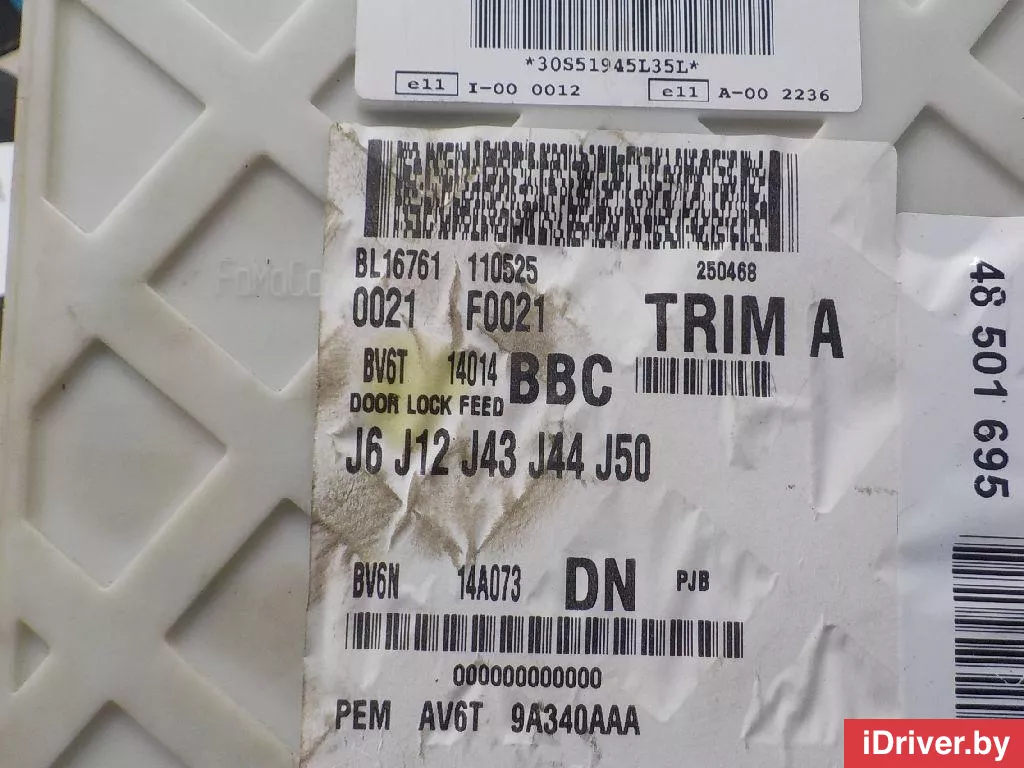 *30S51945L35L*
e11 I-00 0012 e11 A-00 2236
BL16761 110525 250468
0021 F0021 TRIM A
BV6T 14014 BBC
DOOR LOCK FEED
J6 J12 J43 J44 J50
BV6N 14A073 DN PJB
000000000000
PEM AV6T 9A340AAA
FoMoCo
48 501 695
iDriver.by